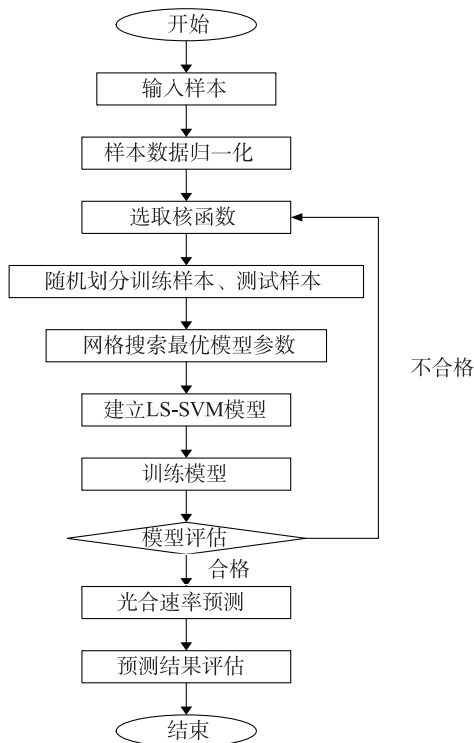 开始
输入样本
样本数据归一化
选取核函数
随机划分训练样本、测试样本
网格搜索最优模型参数
不合格
建立LS-SVM模型
训练模型
模型评估
合格
光合速率预测
预测结果评估
结束